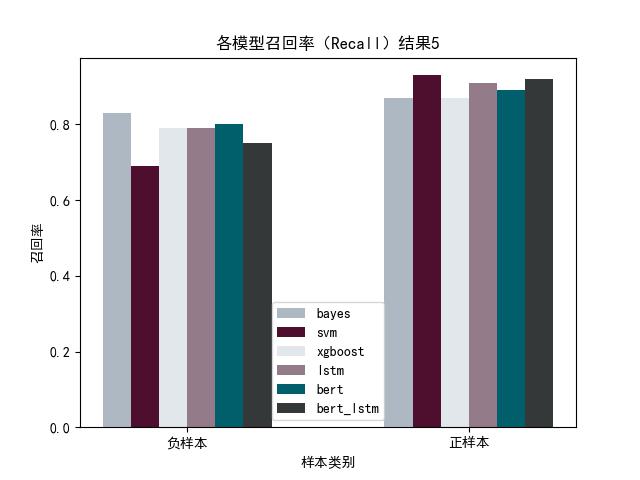 各模型召回率（Recall）结果5
召回率
0.8
0.6
0.4
0.2
0.0
bayes
svm
xgboost
lstm
bert
bert_lstm
负样本
正样本
样本类别